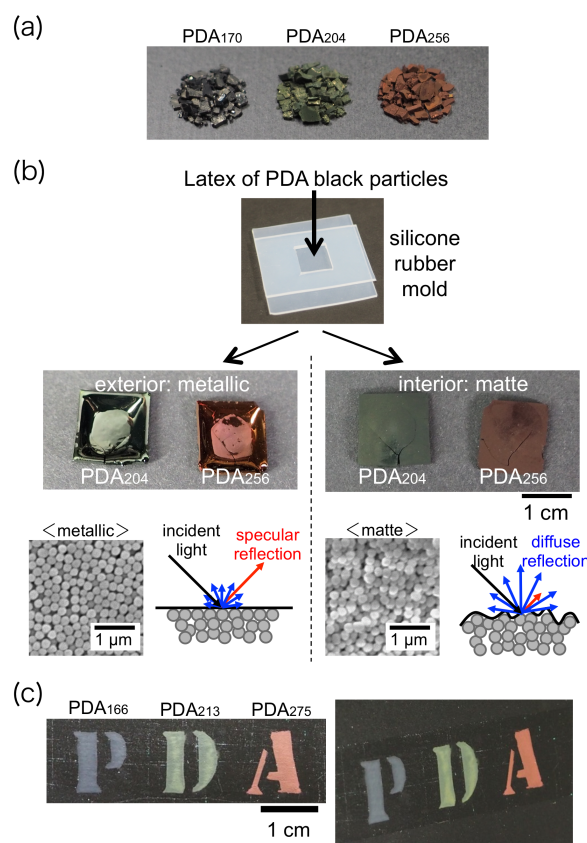 (a)
PDA170 PDA204 PDA256
(b)
Latex of PDA black particles
silicone
rubber
mold
exterior: metallic
PDA204 PDA256
interior: matte
PDA204 PDA256
1 cm
<metallic>
incident
light
specular
reflection
1 μm
<matte>
incident
light
diffuse
reflection
1 μm
(c)
PDA166 PDA213 PDA275
P D A
1 cm
P D A